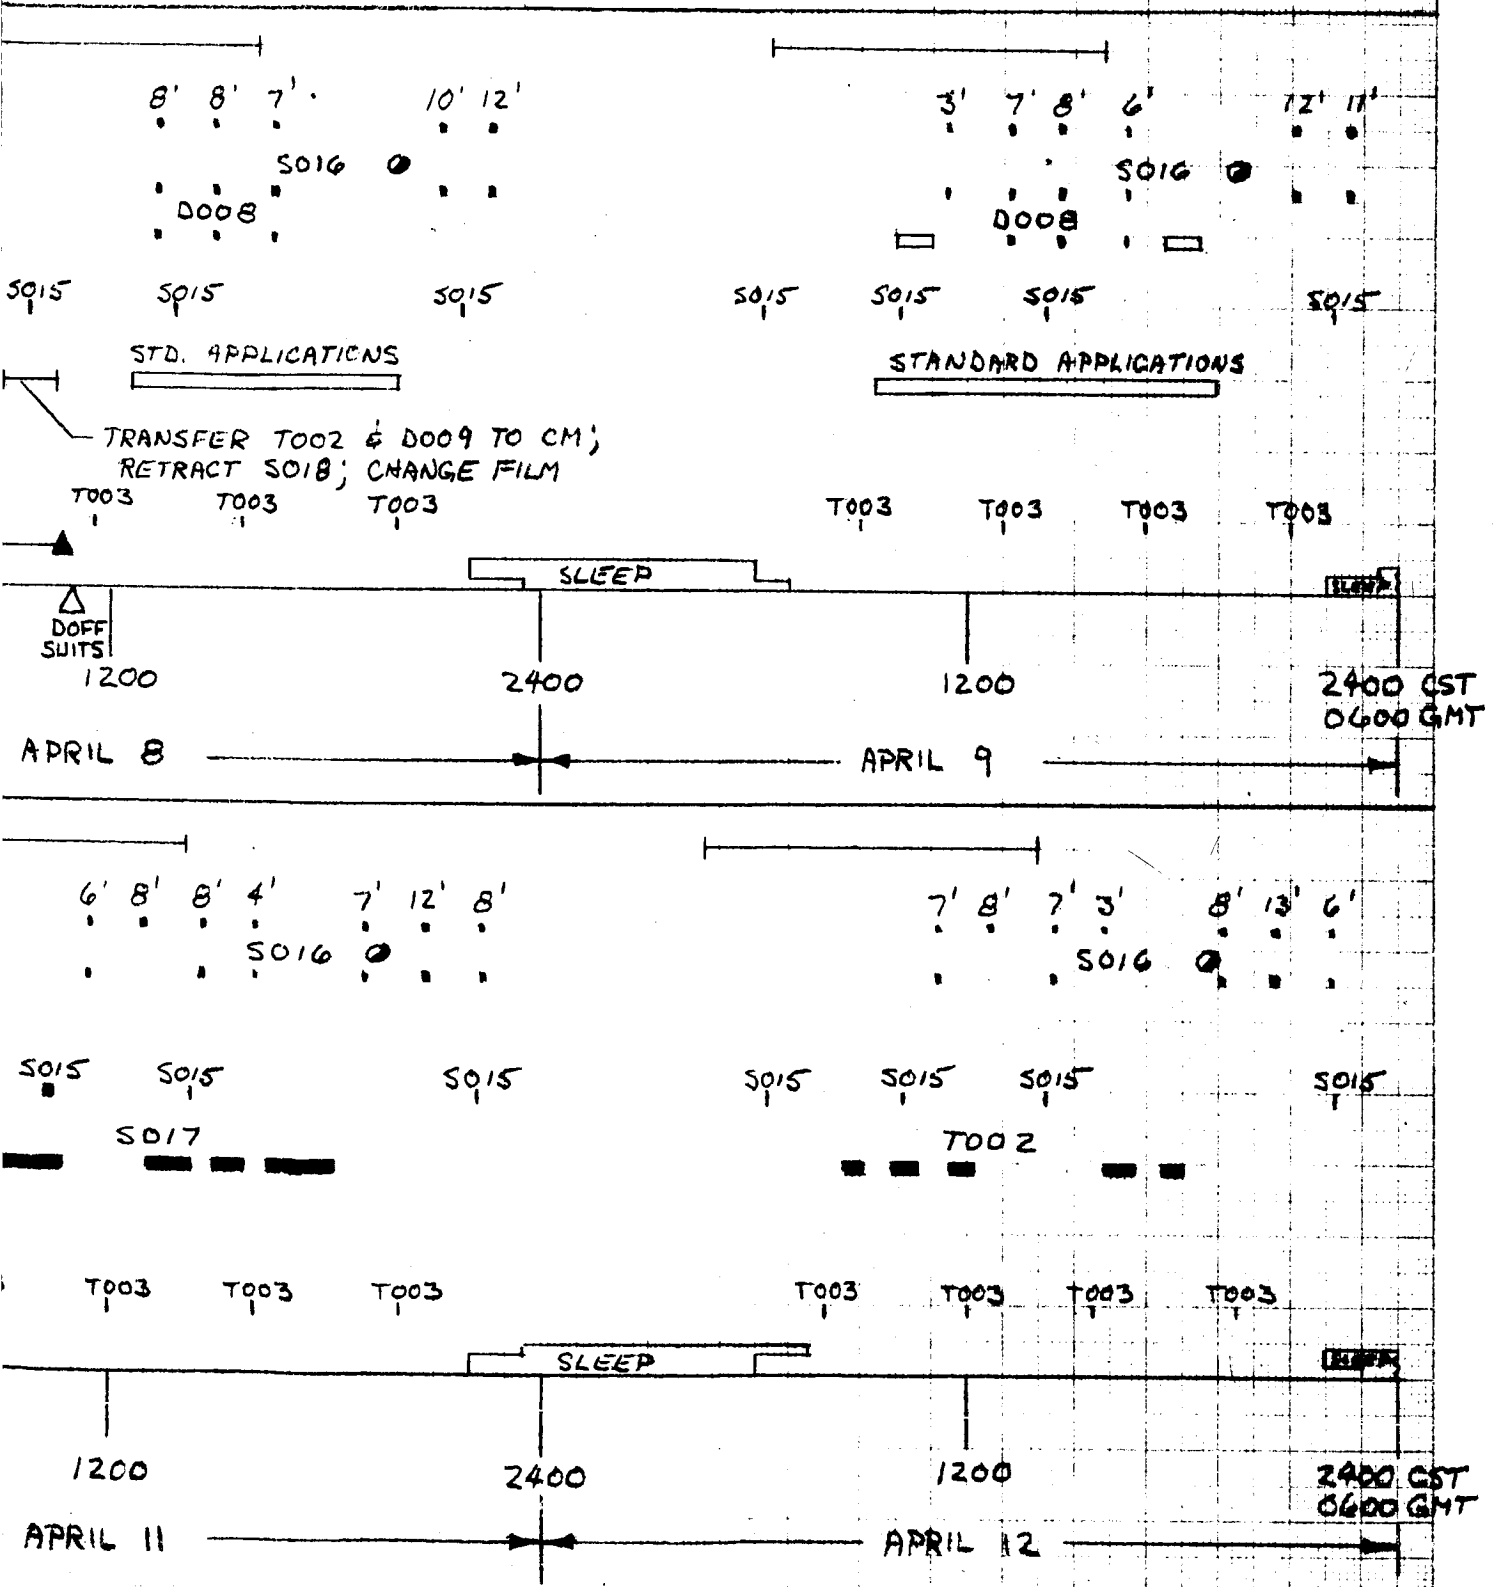 8' 8' 7' 10' 12' 3' 7' 8' 6' 12' 11'
S016 S016
D008 D008
S015 S015 S015 S015 S015 S015 S015
STD. APPLICATIONS STANDARD APPLICATIONS
TRANSFER T002 & D009 TO CM;
RETRACT S018; CHANGE FILM
T003 T003 T003 T003 T003 T003 T003
SLEEP SLEEP
DOFF
SUITS
1200 2400 1200 2400 CST
0600 GMT
APRIL 8 APRIL 9
6' 8' 8' 4' 7' 12' 8' 7' 8' 7' 3' 8' 13' 6'
S016 S016
S015 S015 S015 S015 S015 S015 S015
S017 T002
T003 T003 T003 T003 T003 T003 T003
SLEEP SLEEP
1200 2400 1200 2400 CST
0600 GMT
APRIL 11 APRIL 12